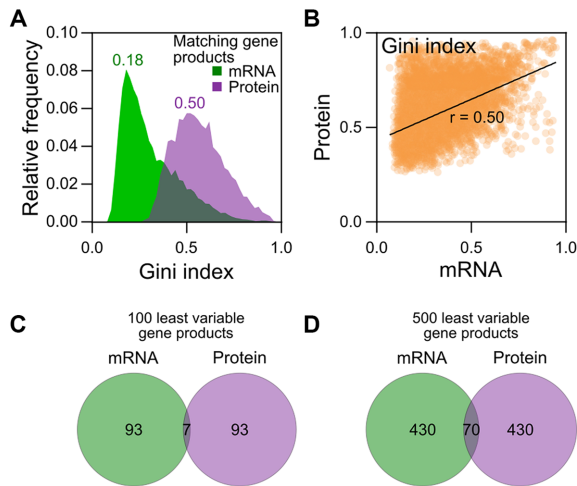 A
Matching gene
products
mRNA
Protein
0.18
0.50
Relative frequency
0.10
0.08
0.06
0.04
0.02
0.00
0.0
0.5
1.0
Gini index
B
Gini index
r = 0.50
Protein
1.0
0.5
0.0
0.0
0.5
1.0
mRNA
C
100 least variable
gene products
mRNA
Protein
93
7
93
D
500 least variable
gene products
mRNA
Protein
430
70
430